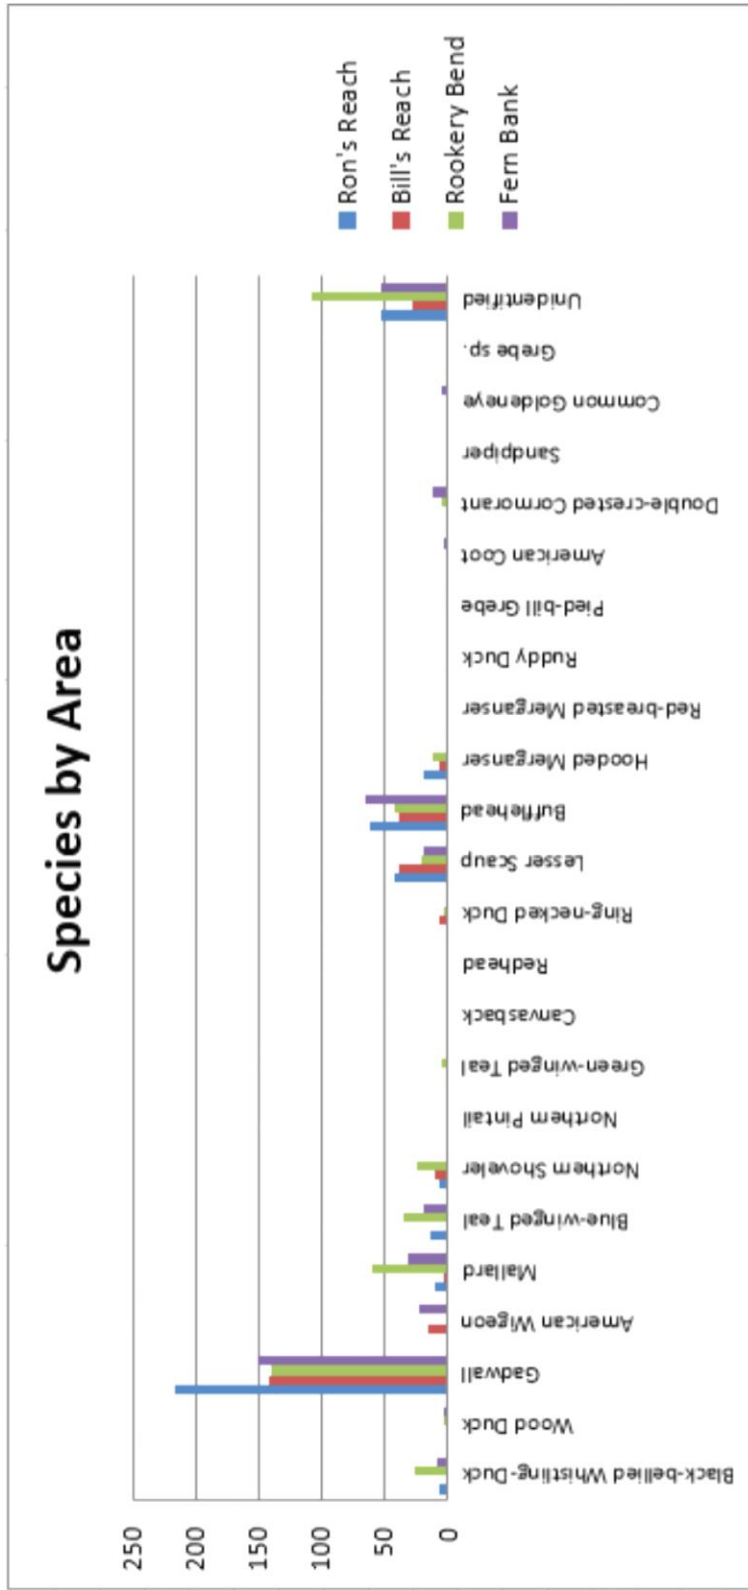 Species by Area
250
200
150
100
50
0
Black-bellied Whistling-Duck
Wood Duck
Gadwall
American Wigeon
Mallard
Blue-winged Teal
Northern Shoveler
Northern Pintail
Green-winged Teal
Canvasback
Redhead
Ring-necked Duck
Lesser Scaup
Bufflehead
Hooded Merganser
Red-breasted Merganser
Ruddy Duck
Pied-bill Grebe
American Coot
Double-crested Cormorant
Sandpiper
Common Goldeneye
Grebe sp.
Unidentified
Ron's Reach
Bill's Reach
Rookery Bend
Fern Bank